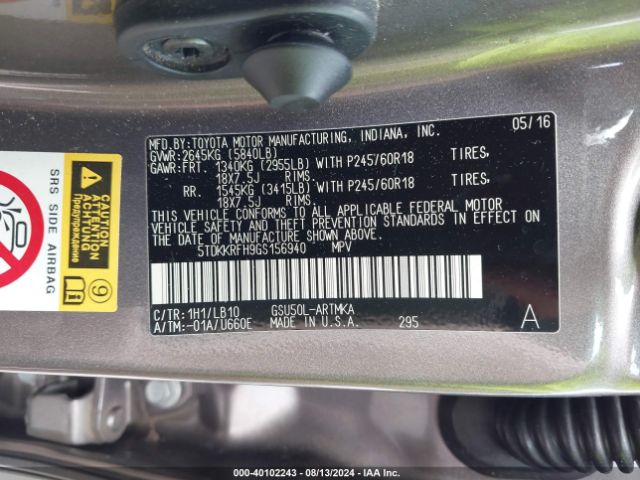 MFD.BY:TOYOTA MOTOR MANUFACTURING, INDIANA, INC. 05/16
GVWR:2645KG (5840LB)
GAWR:FRT. 1340KG (2955LB) WITH P245/60R18 TIRES,
18X7.5J RIMS
RR. 1545KG (3415LB) WITH P245/60R18 TIRES,
18X7.5J RIMS
THIS VEHICLE CONFORMS TO ALL APPLICABLE FEDERAL MOTOR
VEHICLE SAFETY AND THEFT PREVENTION STANDARDS IN EFFECT ON
THE DATE OF MANUFACTURE SHOWN ABOVE.
5TDKKRFH9GS156940 MPV
C/TR:1H1/LB10 GSU50L-ARTMKA
A/TM:-01A/U660E MADE IN U.S.A. 295 A
SRS SIDE AIRBAG
CAUTION
ATTENTION
ACHTUNG
Предупреждение
9
000-40102243 - 08/13/2024 - IAA Inc.